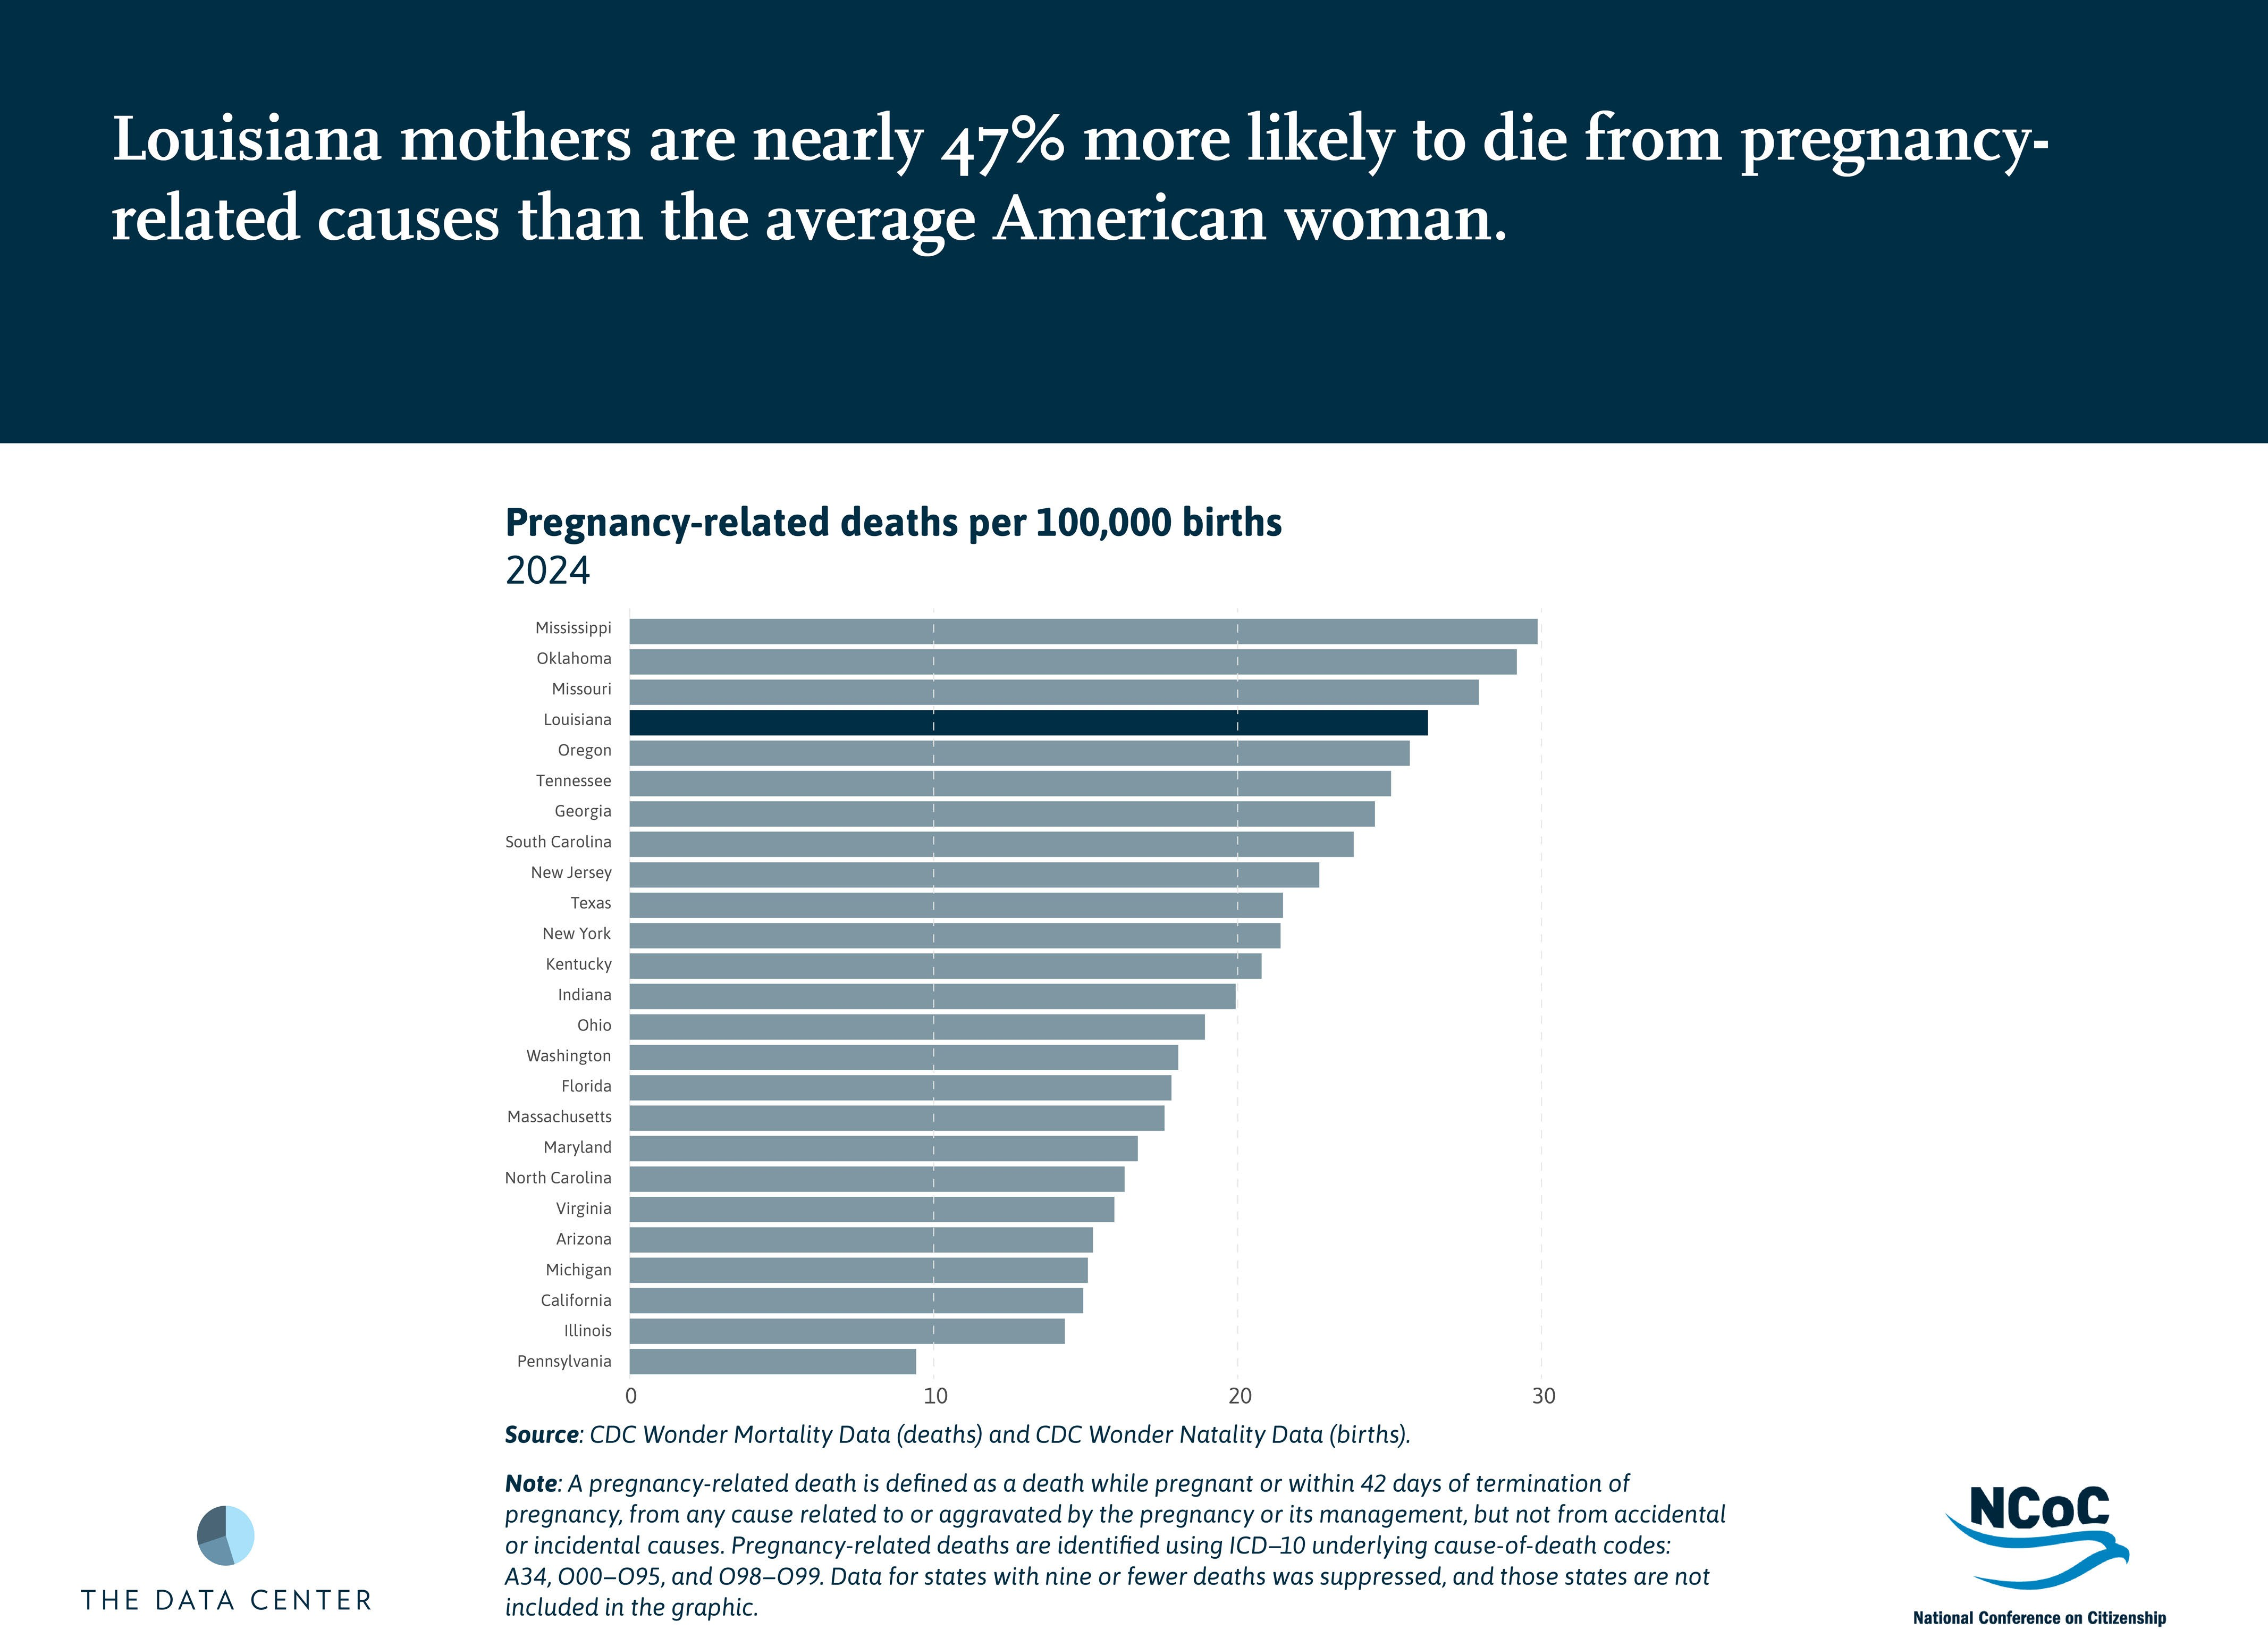 Louisiana mothers are nearly 47% more likely to die from pregnancy-
related causes than the average American woman.
Pregnancy-related deaths per 100,000 births
2024
Mississippi
Oklahoma
Missouri
Louisiana
Oregon
Tennessee
Georgia
South Carolina
New Jersey
Texas
New York
Kentucky
Indiana
Ohio
Washington
Florida
Massachusetts
Maryland
North Carolina
Virginia
Arizona
Michigan
California
Illinois
Pennsylvania
0 10 20 30
Source: CDC Wonder Mortality Data (deaths) and CDC Wonder Natality Data (births).
Note: A pregnancy-related death is defined as a death while pregnant or within 42 days of termination of
pregnancy, from any cause related to or aggravated by the pregnancy or its management, but not from accidental
or incidental causes. Pregnancy-related deaths are identified using ICD–10 underlying cause-of-death codes:
A34, O00–O95, and O98–O99. Data for states with nine or fewer deaths was suppressed, and those states are not
included in the graphic.
THE DATA CENTER
NCoC
National Conference on Citizenship